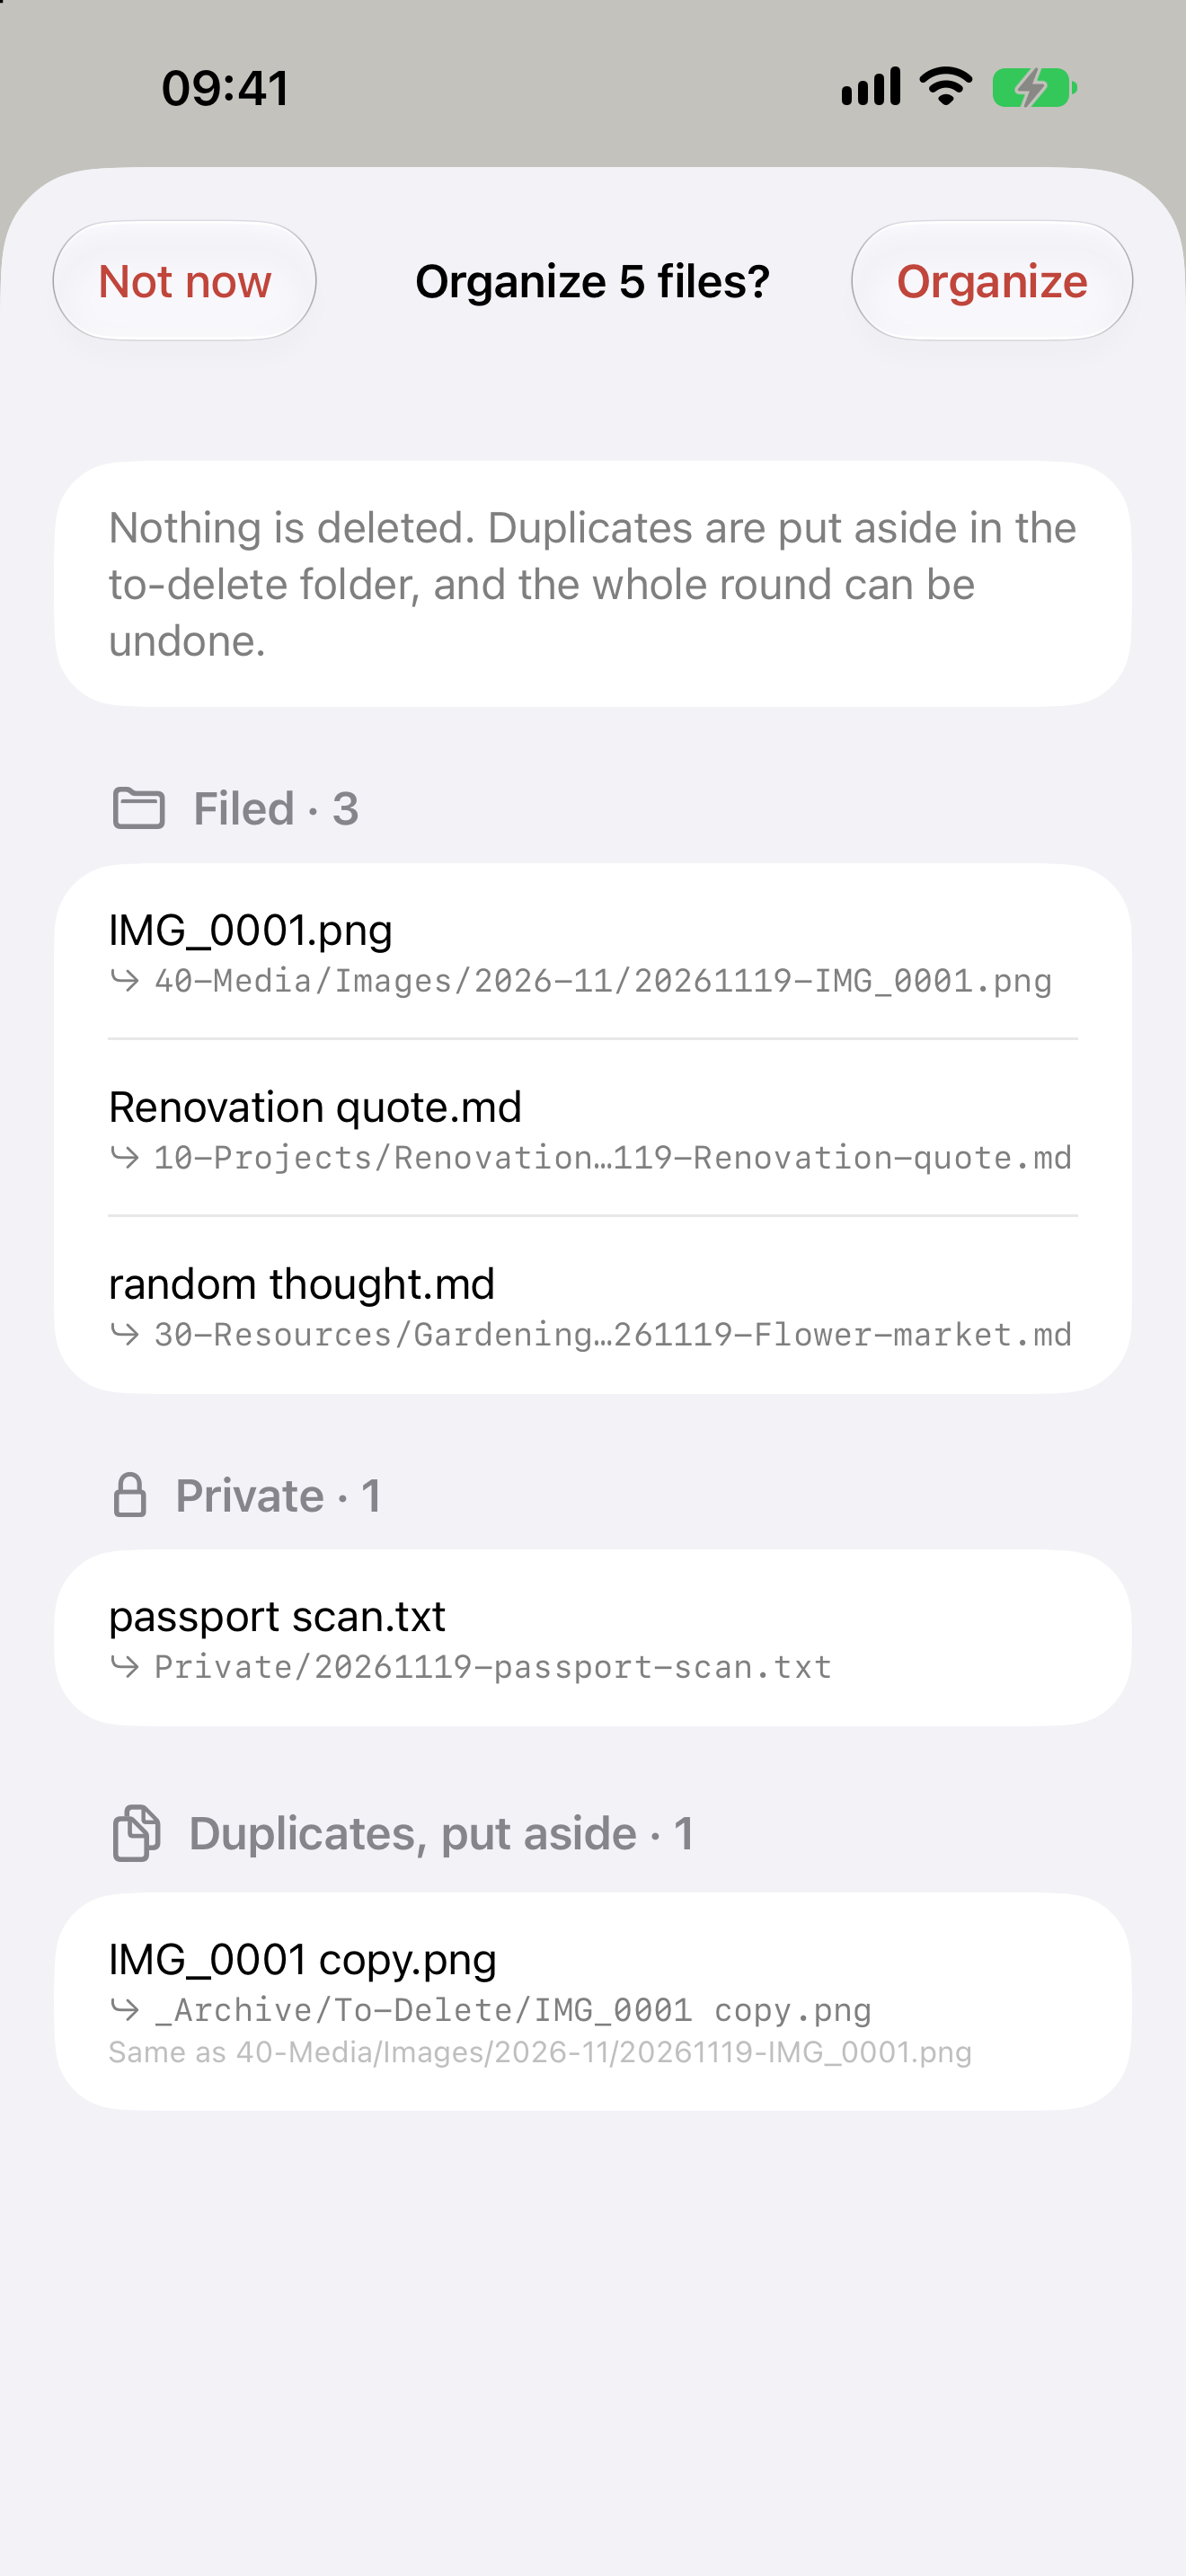 09:41
Not now
Organize 5 files?
Organize
Nothing is deleted. Duplicates are put aside in the
to-delete folder, and the whole round can be
undone.
Filed · 3
IMG_0001.png
↪ 40-Media/Images/2026-11/20261119-IMG_0001.png
Renovation quote.md
↪ 10-Projects/Renovation…119-Renovation-quote.md
random thought.md
↪ 30-Resources/Gardening…261119-Flower-market.md
Private · 1
passport scan.txt
↪ Private/20261119-passport-scan.txt
Duplicates, put aside · 1
IMG_0001 copy.png
↪ _Archive/To-Delete/IMG_0001 copy.png
Same as 40-Media/Images/2026-11/20261119-IMG_0001.png